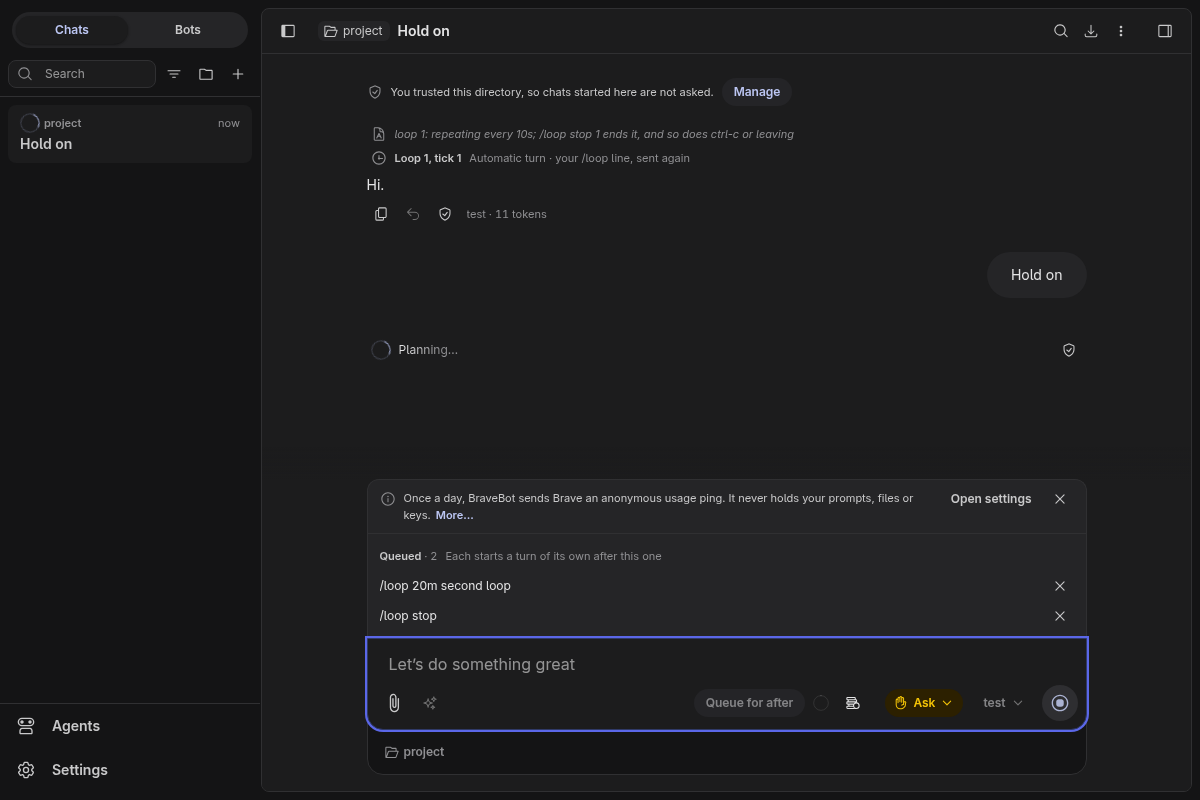 Chats
Bots
Search
project
now
Hold on
Agents
Settings
project
Hold on
You trusted this directory, so chats started here are not asked.
Manage
loop 1: repeating every 10s; /loop stop 1 ends it, and so does ctrl-c or leaving
Loop 1, tick 1 Automatic turn · your /loop line, sent again
Hi.
test · 11 tokens
Hold on
Planning...
Once a day, BraveBot sends Brave an anonymous usage ping. It never holds your prompts, files or
keys. More...
Open settings
Queued · 2 Each starts a turn of its own after this one
/loop 20m second loop
/loop stop
Let's do something great
Queue for after
Ask
test
project